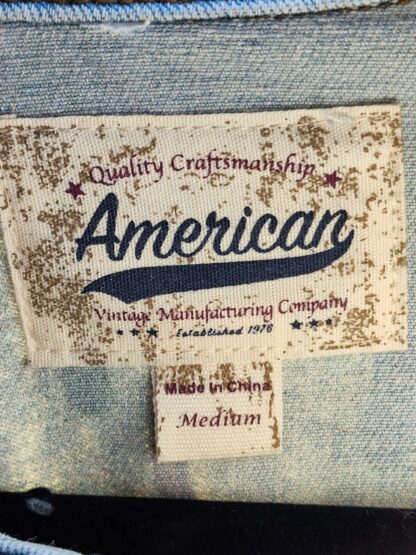 Quality Craftsmanship
American
Vintage Manufacturing Company
Established 1976
Made In China
Medium